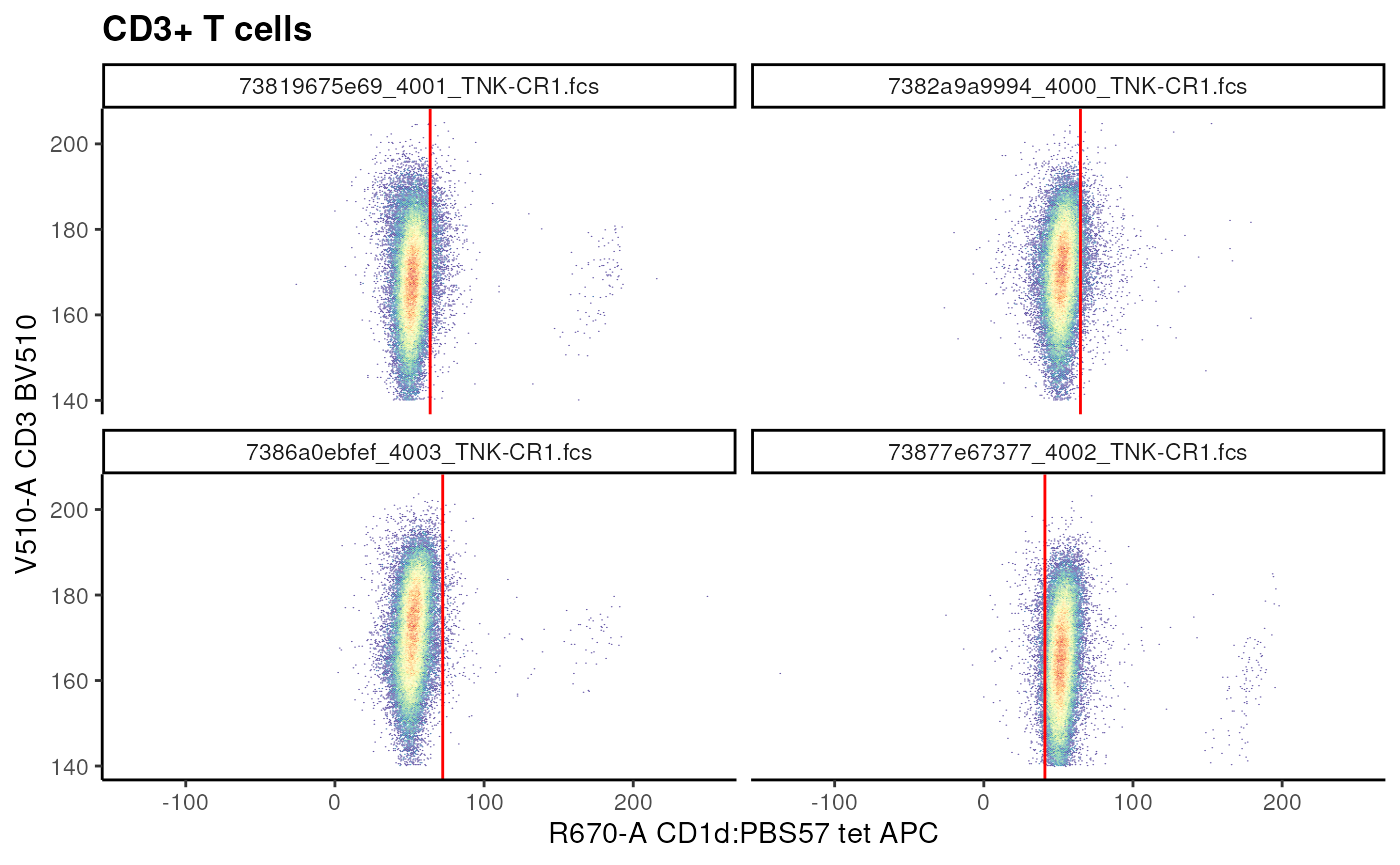 CD3+ T cells
73819675e69_4001_TNK-CR1.fcs
7382a9a9994_4000_TNK-CR1.fcs
200
180
160
140
7386a0ebfef_4003_TNK-CR1.fcs
73877e67377_4002_TNK-CR1.fcs
200
180
160
140
V510-A CD3 BV510
-100 0 100 200
-100 0 100 200
R670-A CD1d:PBS57 tet APC